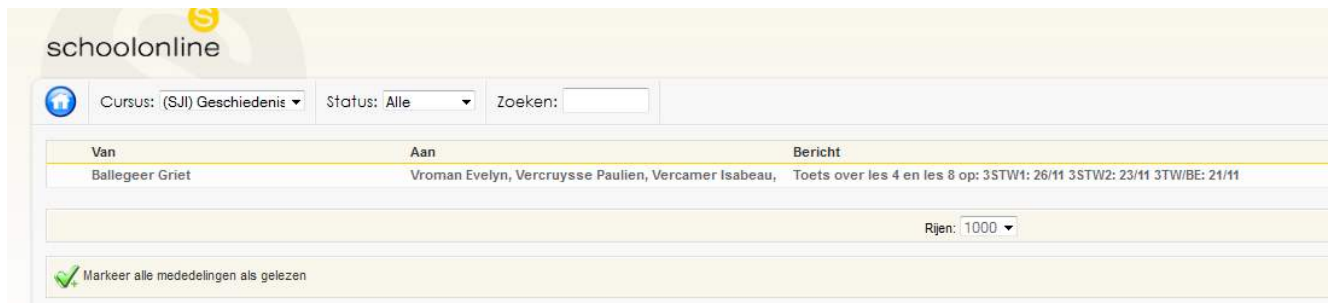 S
schoolonline
Cursus: (SJI) Geschiedenis Status: Alle Zoeken:
Van Aan Bericht
Ballegeer Griet Vroman Evelyn, Vercruysse Paulien, Vercamer Isabeau, Toets over les 4 en les 8 op: 3STW1: 26/11 3STW2: 23/11 3TW/BE: 21/11
Rijen: 1000
Markeer alle mededelingen als gelezen